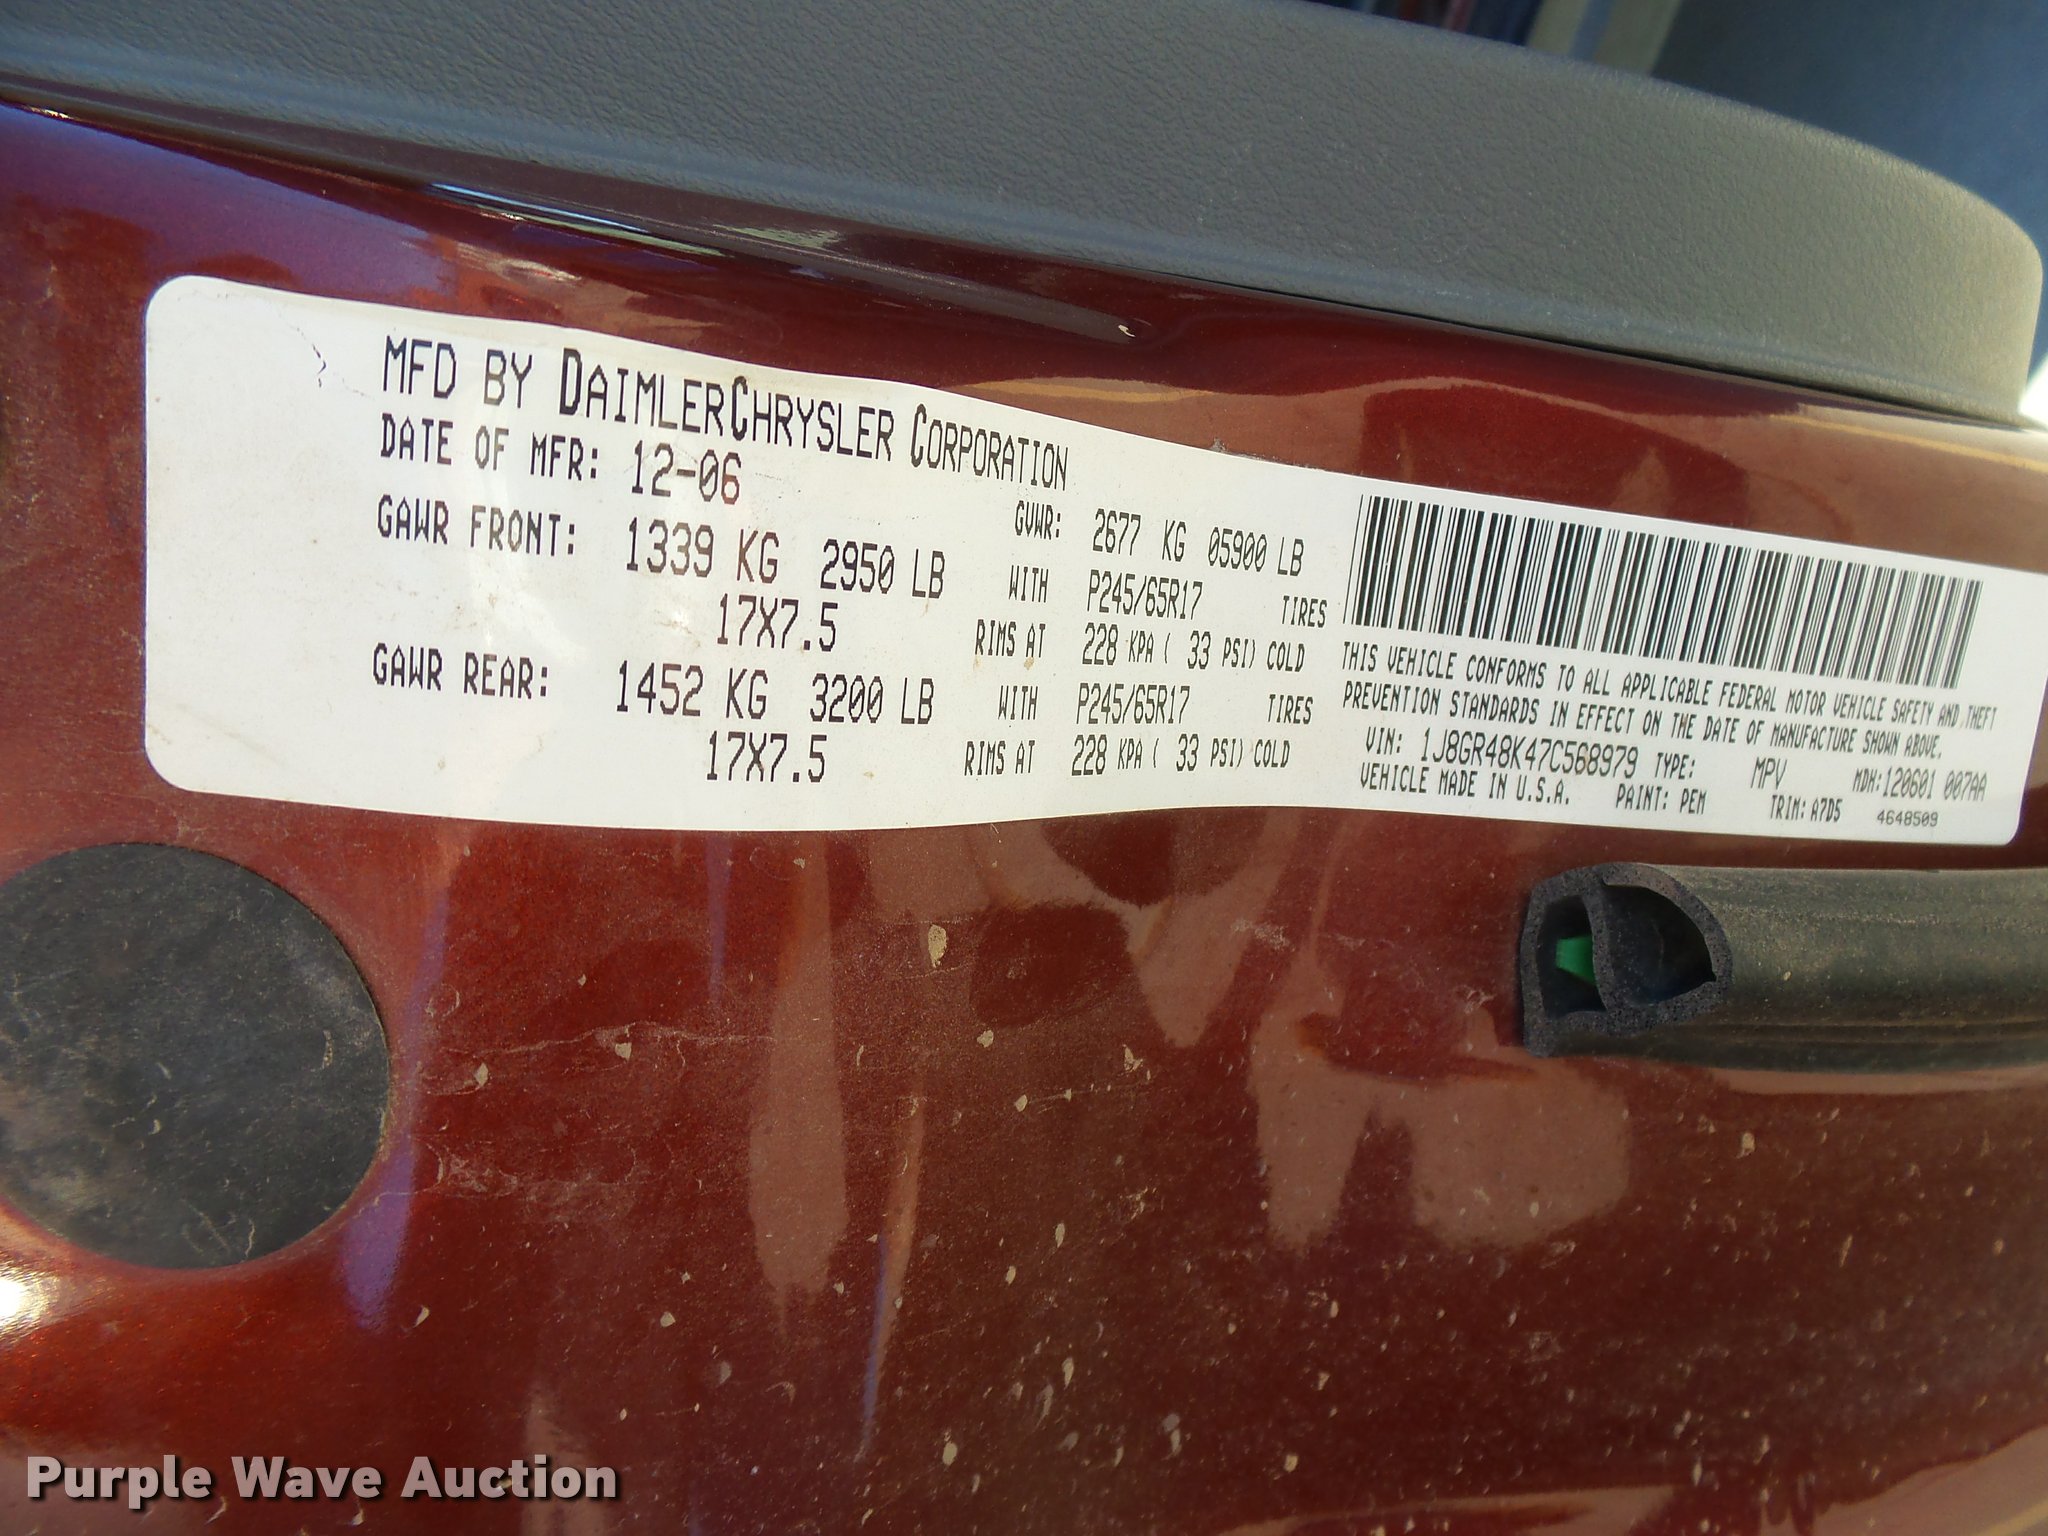 MFD BY DAIMLERCHRYSLER CORPORATION
DATE OF MFR: 12-06 GVWR: 2677 KG 05900 LB
GAWR FRONT: 1339 KG 2950 LB WITH P245/65R17 TIRES
17X7.5 RIMS AT 228 KPA ( 33 PSI) COLD
GAWR REAR: 1452 KG 3200 LB WITH P245/65R17 TIRES
17X7.5 RIMS AT 228 KPA ( 33 PSI) COLD
THIS VEHICLE CONFORMS TO ALL APPLICABLE FEDERAL MOTOR VEHICLE SAFETY AND THEFT
PREVENTION STANDARDS IN EFFECT ON THE DATE OF MANUFACTURE SHOWN ABOVE.
VIN: 1J8GR48K47C568979 TYPE: MPV MDH:120601 007AA
VEHICLE MADE IN U.S.A. PAINT: PEM TRIM: A7D5 4648509
Purple Wave Auction